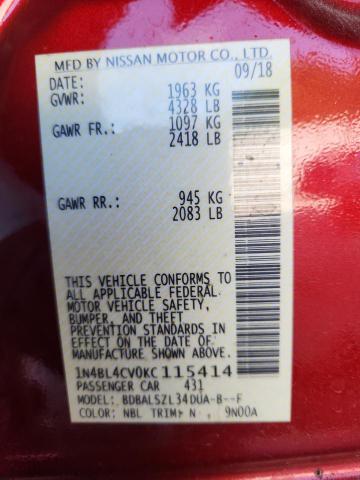 MFD BY NISSAN MOTOR CO., LTD.
DATE: 09/18
GVWR: 1963 KG
4328 LB
GAWR FR.: 1097 KG
2418 LB
GAWR RR.: 945 KG
2083 LB
THIS VEHICLE CONFORMS TO
ALL APPLICABLE FEDERAL
MOTOR VEHICLE SAFETY,
BUMPER, AND THEFT
PREVENTION STANDARDS
IN EFFECT ON THE DATE OF
MANUFACTURE SHOWN ABOVE.
1N4BL4CV0KC 115414
PASSENGER CAR 431
MODEL: BDBALSZL34DUA-B--F
COLOR: NBL TRIM: N 9N00A